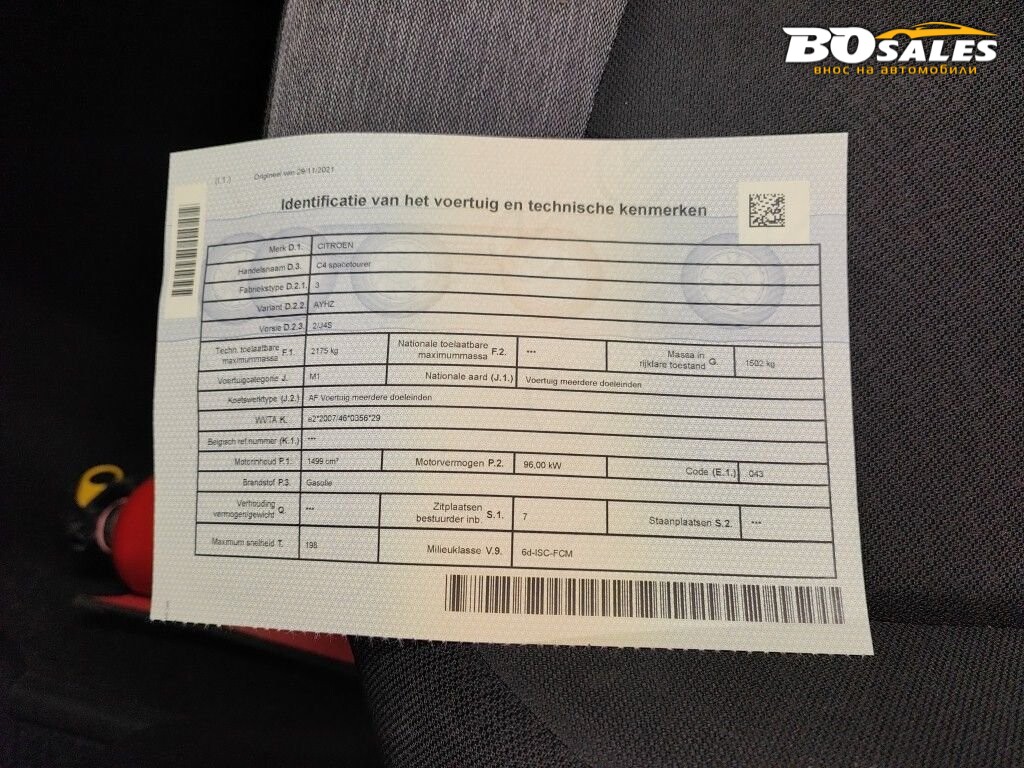 BOSALES
внос на автомобили
(I.1.) Origineel van 29/11/2021
Identificatie van het voertuig en technische kenmerken
Merk D.1. CITROEN
Handelsnaam D.3. C4 spacetourer
Fabriekstype D.2.1. 3
Variant D.2.2. AYHZ
Versie D.2.3. 2/J4S
Techn. toelaatbare maximummassa F.1. 2175 kg Nationale toelaatbare maximummassa F.2. --- Massa in rijklare toestand G. 1502 kg
Voertuigcategorie J. M1 Nationale aard (J.1.) Voertuig meerdere doeleinden
Koetswerktype (J.2.) AF Voertuig meerdere doeleinden
WVTA K. e2*2007/46*0356*29
Belgisch ref.nummer (K.1.) ---
Motorinhoud P.1. 1499 cm³ Motorvermogen P.2. 96,00 kW Code (E.1.) 043
Brandstof P.3. Gasolie
Verhouding vermogen/gewicht Q. --- Zitplaatsen bestuurder inb. S.1. 7 Staanplaatsen S.2. ---
Maximum snelheid T. 198 Milieuklasse V.9. 6d-ISC-FCM